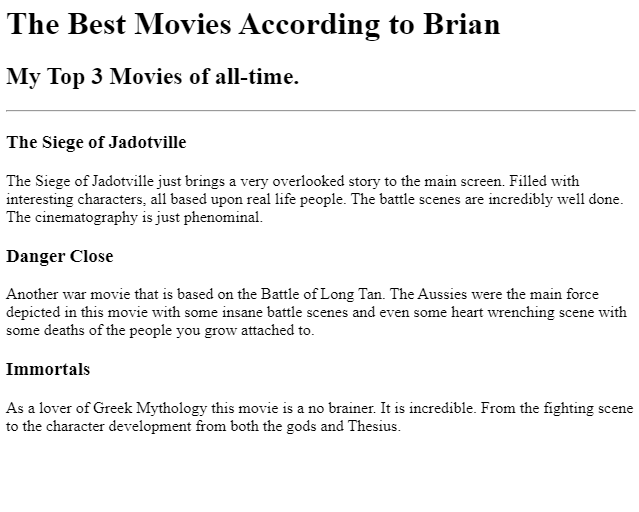 The Best Movies According to Brian
My Top 3 Movies of all-time.
The Siege of Jadotville
The Siege of Jadotville just brings a very overlooked story to the main screen. Filled with
interesting characters, all based upon real life people. The battle scenes are incredibly well done.
The cinematography is just phenominal.
Danger Close
Another war movie that is based on the Battle of Long Tan. The Aussies were the main force
depicted in this movie with some insane battle scenes and even some heart wrenching scene with
some deaths of the people you grow attached to.
Immortals
As a lover of Greek Mythology this movie is a no brainer. It is incredible. From the fighting scene
to the character development from both the gods and Thesius.